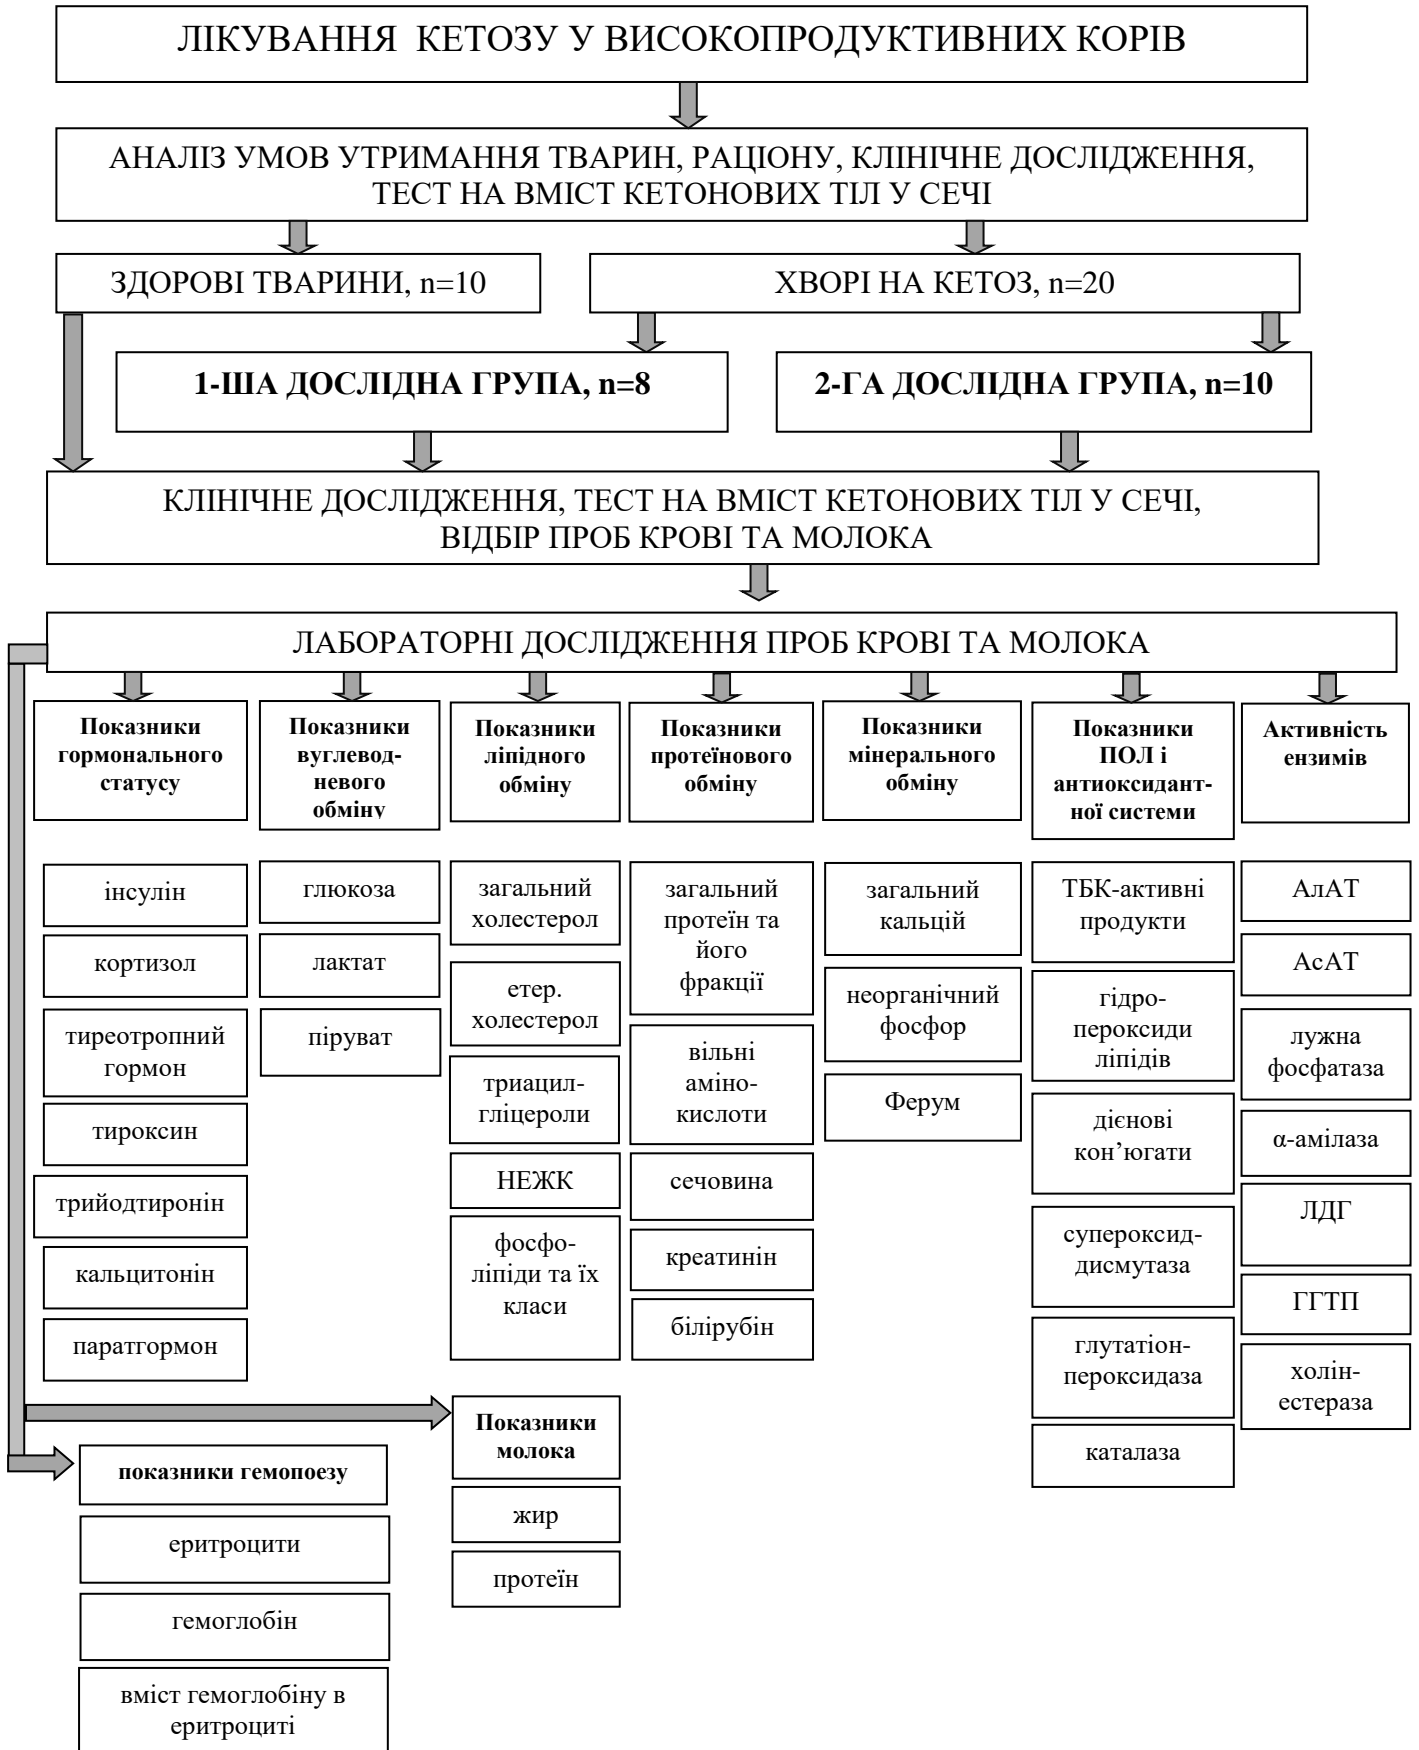 ЛІКУВАННЯ КЕТОЗУ У ВИСОКОПРОДУКТИВНИХ КОРІВ
АНАЛІЗ УМОВ УТРИМАННЯ ТВАРИН, РАЦІОНУ, КЛІНІЧНЕ ДОСЛІДЖЕННЯ,
ТЕСТ НА ВМІСТ КЕТОНОВИХ ТІЛ У СЕЧІ
ЗДОРОВІ ТВАРИНИ, n=10
ХВОРІ НА КЕТОЗ, n=20
1-ША ДОСЛІДНА ГРУПА, n=8
2-ГА ДОСЛІДНА ГРУПА, n=10
КЛІНІЧНЕ ДОСЛІДЖЕННЯ, ТЕСТ НА ВМІСТ КЕТОНОВИХ ТІЛ У СЕЧІ,
ВІДБІР ПРОБ КРОВІ ТА МОЛОКА
ЛАБОРАТОРНІ ДОСЛІДЖЕННЯ ПРОБ КРОВІ ТА МОЛОКА
Показники
гормонального
статусу
інсулін
кортизол
тиреотропний
гормон
тироксин
трийодтиронін
кальцитонін
паратгормон
Показники
вуглевод-
невого
обміну
глюкоза
лактат
піруват
Показники
ліпідного
обміну
загальний
холестерол
етер.
холестерол
триацил-
гліцероли
НЕЖК
фосфо-
ліпіди та їх
класи
Показники
протеїнового
обміну
загальний
протеїн та
його
фракції
вільні
аміно-
кислоти
сечовина
креатинін
білірубін
Показники
мінерального
обміну
загальний
кальцій
неорганічний
фосфор
Ферум
Показники
ПОЛ і
антиоксидант-
ної системи
ТБК-активні
продукти
гідро-
пероксиди
ліпідів
дієнові
кон’югати
супероксид-
дисмутаза
глутатіон-
пероксидаза
каталаза
Активність
ензимів
АлАТ
АсАТ
лужна
фосфатаза
α-амілаза
ЛДГ
ГГТП
холін-
естераза
Показники
молока
жир
протеїн
показники гемопоезу
еритроцити
гемоглобін
вміст гемоглобіну в
еритроциті